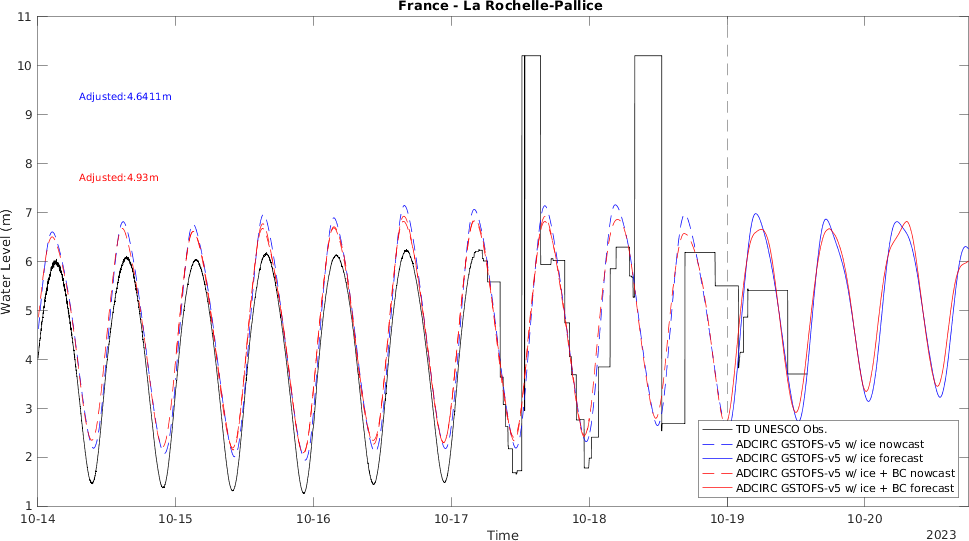 France - La Rochelle-Pallice
11
10
9
8
7
6
5
4
3
2
1
Water Level (m)
Adjusted:4.6411m
Adjusted:4.93m
TD UNESCO Obs.
ADCIRC GSTOFS-v5 w/ ice nowcast
ADCIRC GSTOFS-v5 w/ ice forecast
ADCIRC GSTOFS-v5 w/ ice + BC nowcast
ADCIRC GSTOFS-v5 w/ ice + BC forecast
10-14 10-15 10-16 10-17 10-18 10-19 10-20
Time
2023